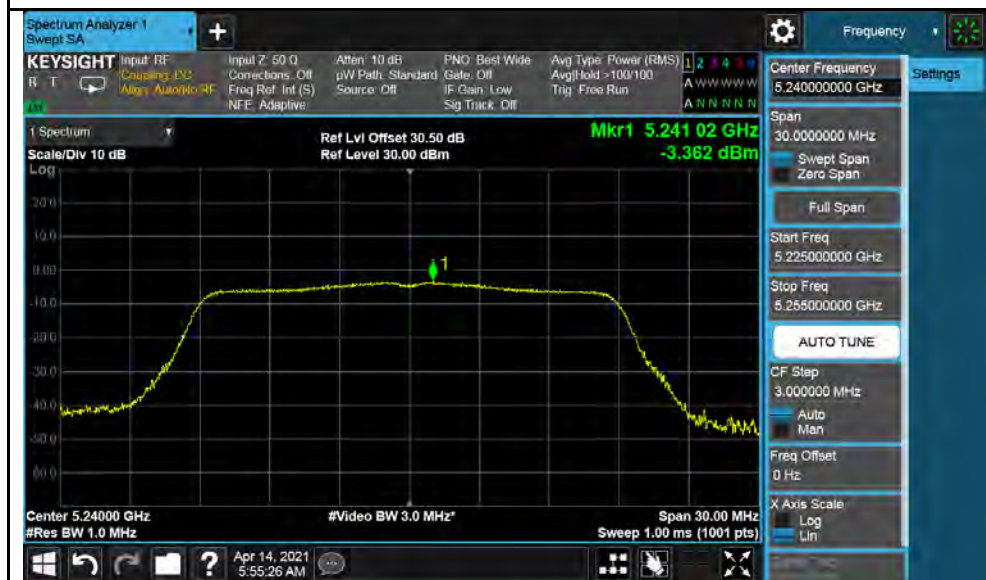 Spectrum Analyzer 1
Swept SA
+
Frequency
KEYSIGHT
R T
Input: RF
Coupling: DC
Align: Auto/No RF
Input Z: 50 Ω
Corrections: Off
Freq Ref: Int (S)
NFE: Adaptive
Atten: 10 dB
µW Path: Standard
Source: Off
PNO: Best Wide
Gate: Off
IF Gain: Low
Sig Track: Off
Avg Type: Power (RMS)
Avg|Hold >100/100
Trig: Free Run
1 2 3 4 5 6
A W W W W W
A N N N N N
1 Spectrum
Scale/Div 10 dB
Ref Lvl Offset 30.50 dB
Ref Level 30.00 dBm
Mkr1 5.241 02 GHz
-3.362 dBm
Log
20.0
10.0
0.00
-10.0
-20.0
-30.0
-40.0
-50.0
-60.0
1
Center 5.24000 GHz
#Res BW 1.0 MHz
#Video BW 3.0 MHz*
Span 30.00 MHz
Sweep 1.00 ms (1001 pts)
Center Frequency
5.240000000 GHz
Settings
Span
30.0000000 MHz
Swept Span
Zero Span
Full Span
Start Freq
5.225000000 GHz
Stop Freq
5.255000000 GHz
AUTO TUNE
CF Step
3.000000 MHz
Auto
Man
Freq Offset
0 Hz
X Axis Scale
Log
Lin
?
Apr 14, 2021
5:55:26 AM